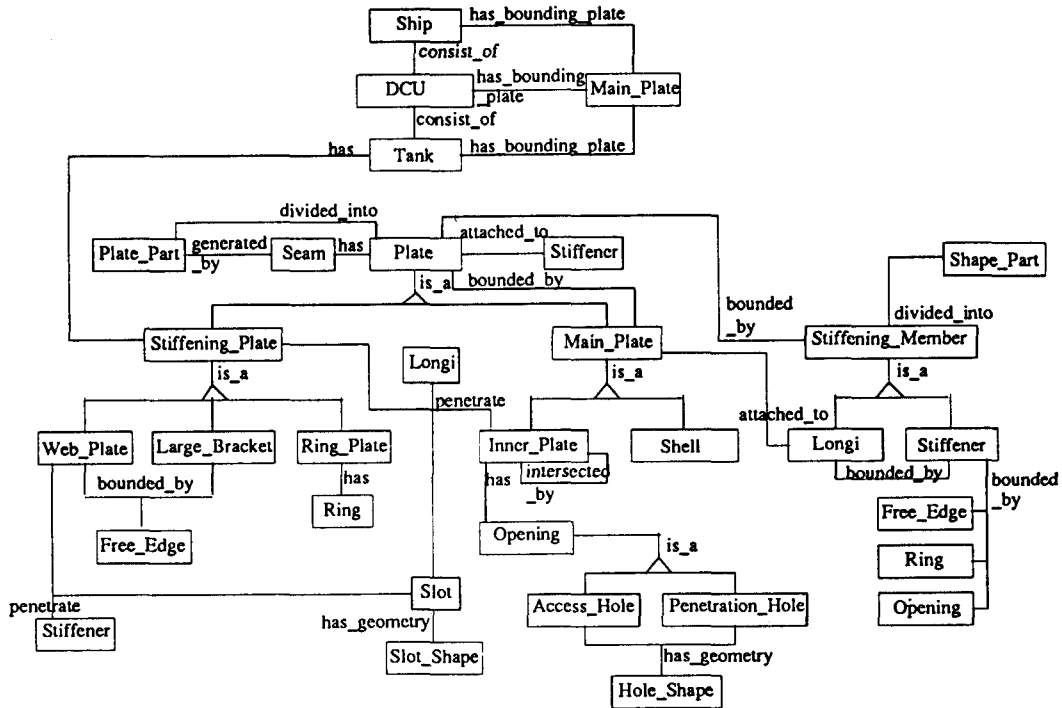 has_bounding_plate
Ship
consist_of
has_bounding
_plate
DCU
Main_Plate
consist_of
has
Tank
has_bounding_plate
divided_into
attached_to
Plate_Part
generated
_by
Seam
has
Plate
Stiffener
Shape_Part
is_a
bounded_by
bounded
_by
divided_into
Stiffening_Plate
Main_Plate
Stiffening_Member
Longi
is_a
is_a
is_a
penetrate
attached_to
Web_Plate
Large_Bracket
Ring_Plate
Inner_Plate
Shell
Longi
Stiffener
bounded_by
has
has
intersected
_by
bounded_by
bounded
_by
Free_Edge
Ring
Opening
is_a
Free_Edge
Ring
Slot
Access_Hole
Penetration_Hole
Opening
penetrate
Stiffener
has_geometry
Slot_Shape
has_geometry
Hole_Shape